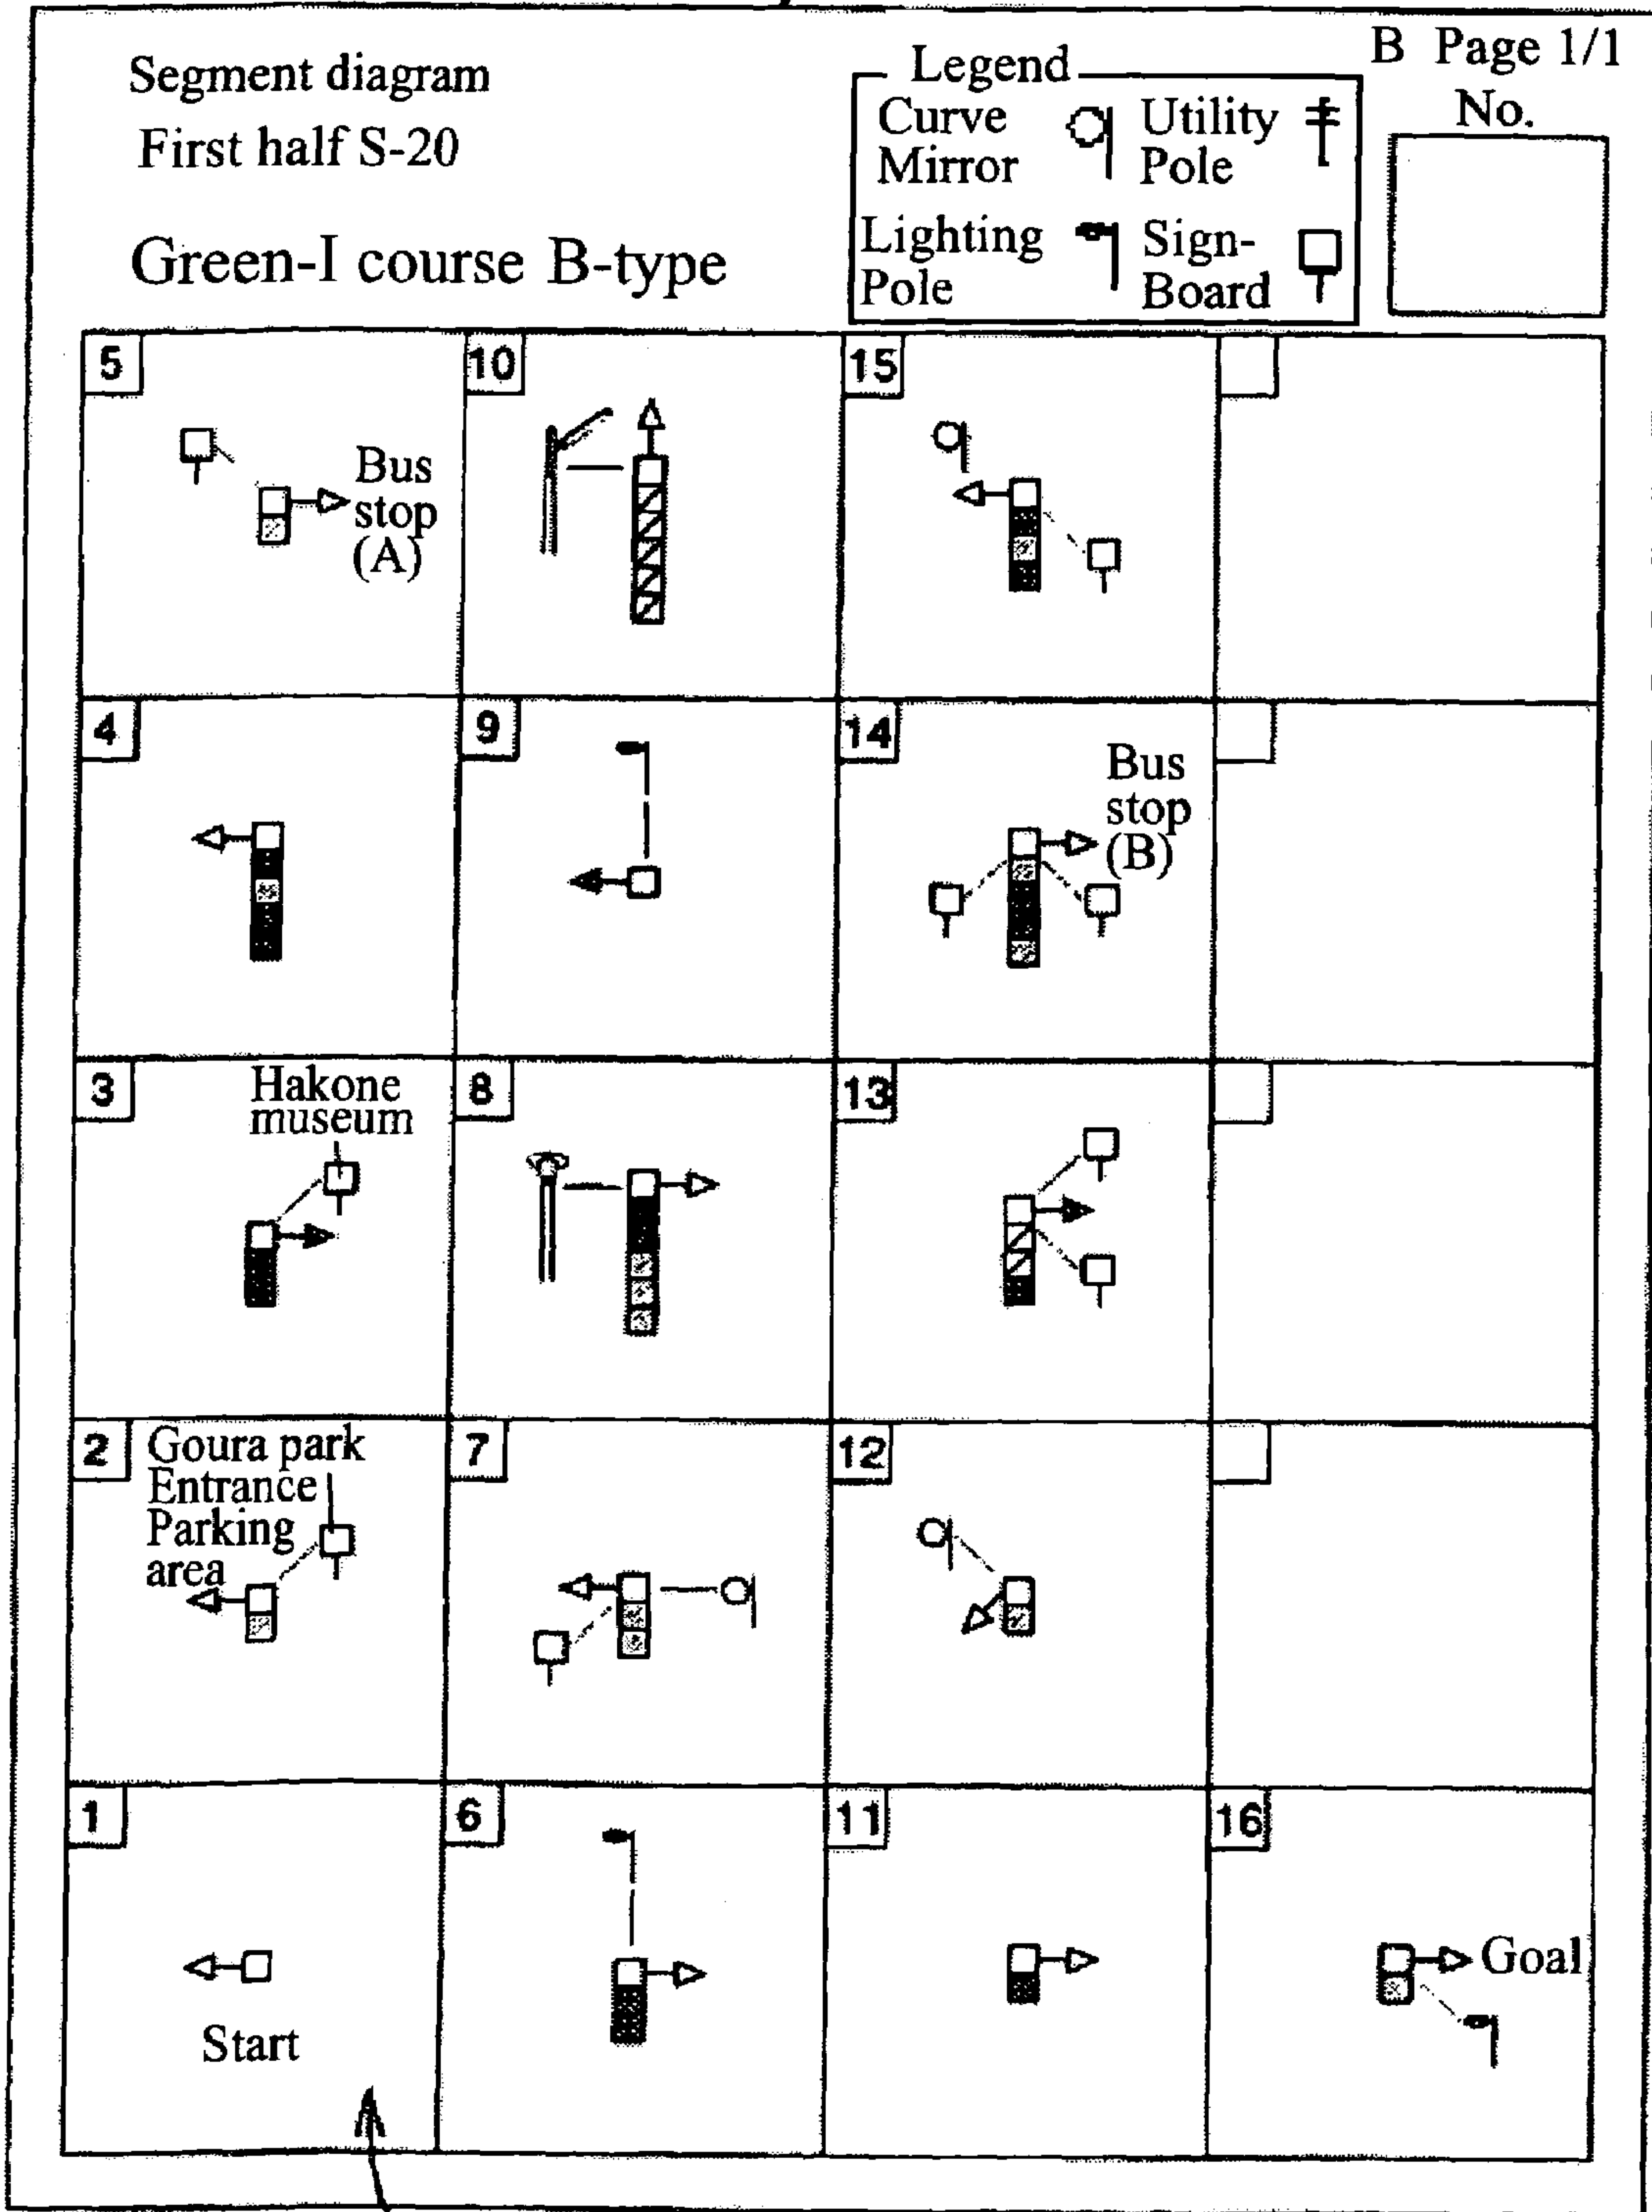 Segment diagram
First half S-20
Green-I course B-type
Legend
Curve
Mirror
Utility
Pole
Lighting
Pole
Sign-
Board
B Page 1/1
No.
5
Bus
stop
(A)
10
15
4
9
14
Bus
stop
(B)
3
Hakone
museum
8
13
2
Goura park
Entrance
Parking
area
7
12
1
Start
6
11
16
Goal